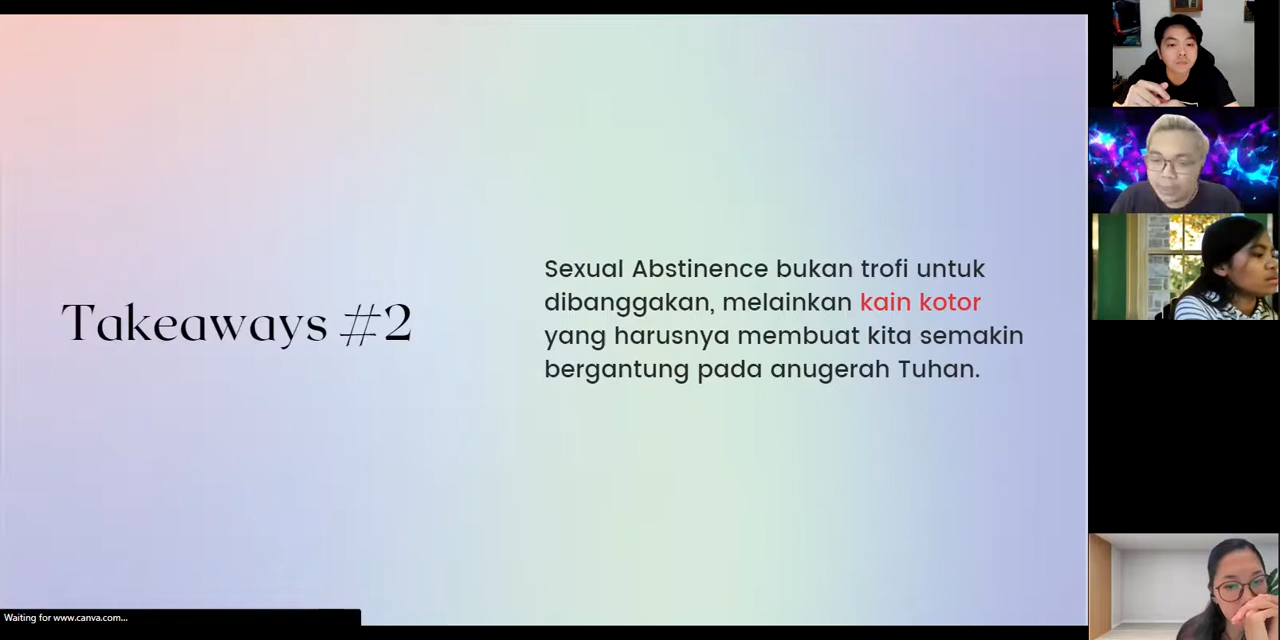 Takeaways #2
Sexual Abstinence bukan trofi untuk
dibanggakan, melainkan kain kotor
yang harusnya membuat kita semakin
bergantung pada anugerah Tuhan.
Waiting for www.canva.com...